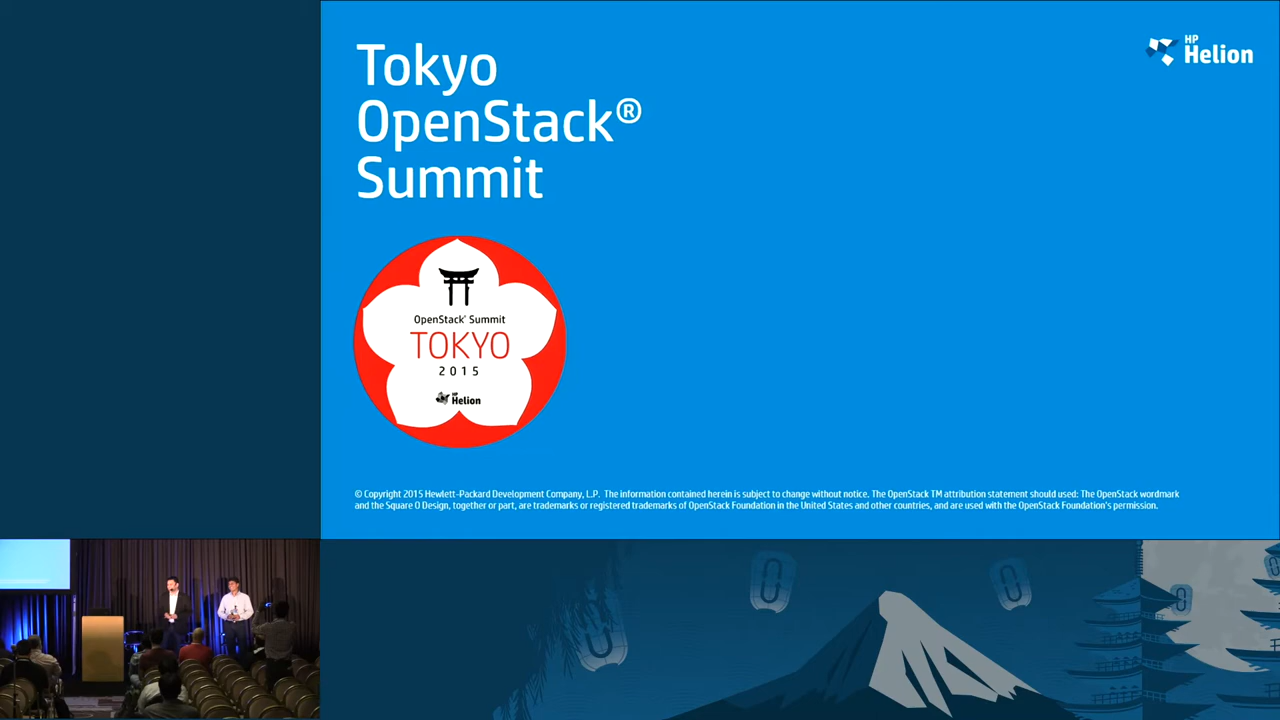 Tokyo
OpenStack®
Summit
HP
Helion
OpenStack® Summit
TOKYO
2015
HP
Helion
© Copyright 2015 Hewlett-Packard Development Company, L.P. The information contained herein is subject to change without notice. The OpenStack TM attribution statement should used: The OpenStack wordmark
and the Square O Design, together or part, are trademarks or registered trademarks of OpenStack Foundation in the United States and other countries, and are used with the OpenStack Foundation's permission.